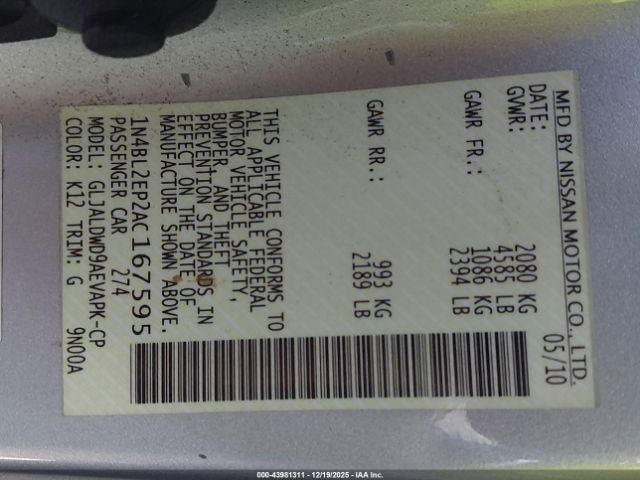 MFD BY NISSAN MOTOR CO., LTD.
DATE: 05/10
GVWR: 2080 KG
4585 LB
GAWR FR.: 1086 KG
2394 LB
GAWR RR.: 993 KG
2189 LB
THIS VEHICLE CONFORMS TO
ALL APPLICABLE FEDERAL
MOTOR VEHICLE SAFETY,
BUMPER, AND THEFT
PREVENTION STANDARDS IN
EFFECT ON THE DATE OF
MANUFACTURE SHOWN ABOVE.
1N4BL2EP2AC167595
PASSENGER CAR 274
MODEL: GLJALDWD9AEVAPK-CP
COLOR: K12 TRIM: G 9N00A
000-43981311 - 12/19/2025 - IAA Inc.